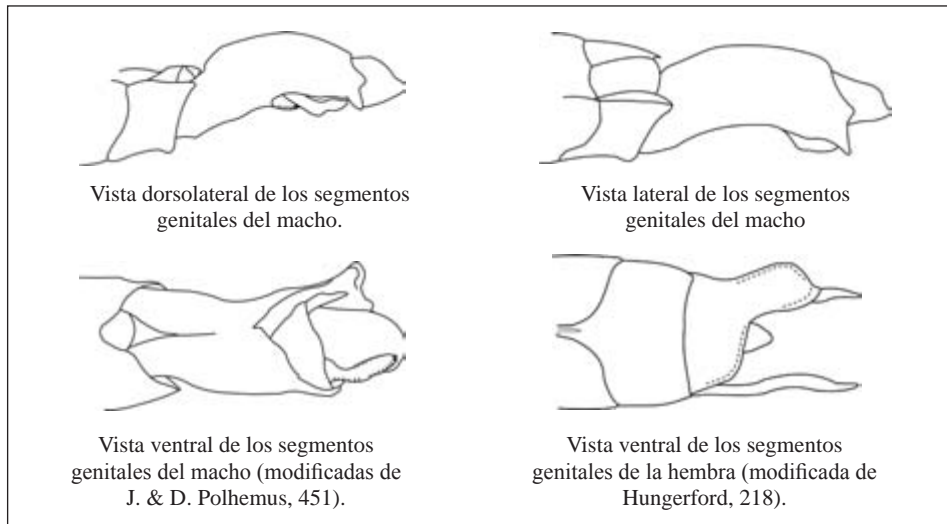 Vista dorsolateral de los segmentos
genitales del macho.
Vista lateral de los segmentos
genitales del macho
Vista ventral de los segmentos
genitales del macho (modificadas de
J. & D. Polhemus, 451).
Vista ventral de los segmentos
genitales de la hembra (modificada de
Hungerford, 218).